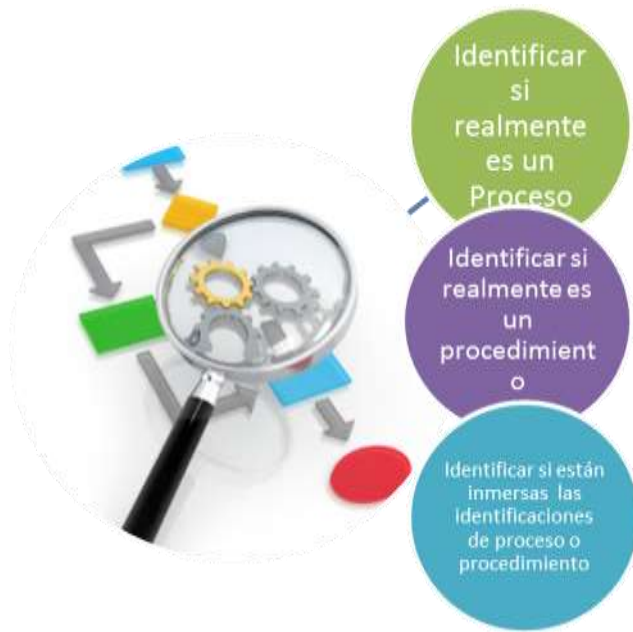 Identificar
si
realmente
es un
Proceso
Identificar si
realmente es
un
procedimient
o
Identificar si están
inmersas las
identificaciones
de proceso o
procedimiento